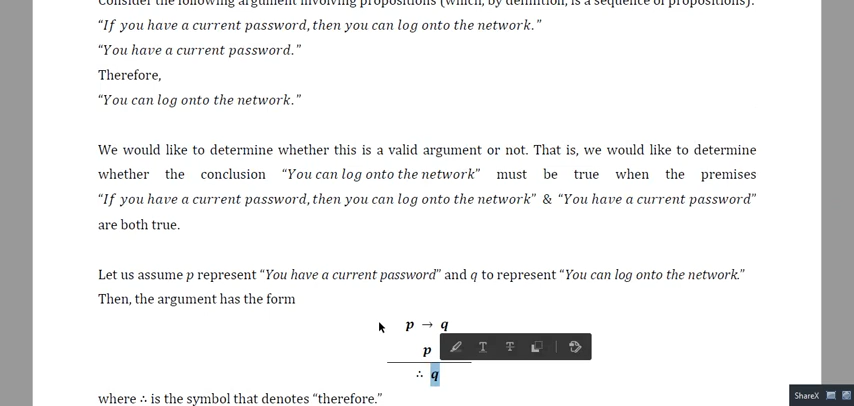 Consider the following argument involving propositions (which, by definition, is a sequence of propositions):
“If you have a current password, then you can log onto the network.”
“You have a current password.”
Therefore,
“You can log onto the network.”
We would like to determine whether this is a valid argument or not. That is, we would like to determine
whether the conclusion “You can log onto the network” must be true when the premises
“If you have a current password, then you can log onto the network” & “You have a current password”
are both true.
Let us assume p represent “You have a current password” and q to represent “You can log onto the network.”
Then, the argument has the form
p → q
p
∴ q
where ∴ is the symbol that denotes “therefore.”
ShareX